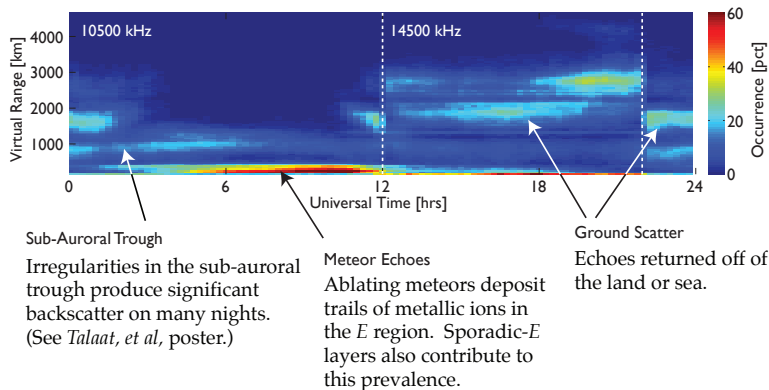 10500 kHz
14500 kHz
Virtual Range [km]
4000
3000
2000
1000
0
6
12
18
24
Universal Time [hrs]
60
40
20
0
Occurrence [pct]
Sub-Auroral Trough
Irregularities in the sub-auroral
trough produce significant
backscatter on many nights.
(See Talaat, et al, poster.)
Meteor Echoes
Ablating meteors deposit
trails of metallic ions in
the E region. Sporadic-E
layers also contribute to
this prevalence.
Ground Scatter
Echoes returned off of
the land or sea.